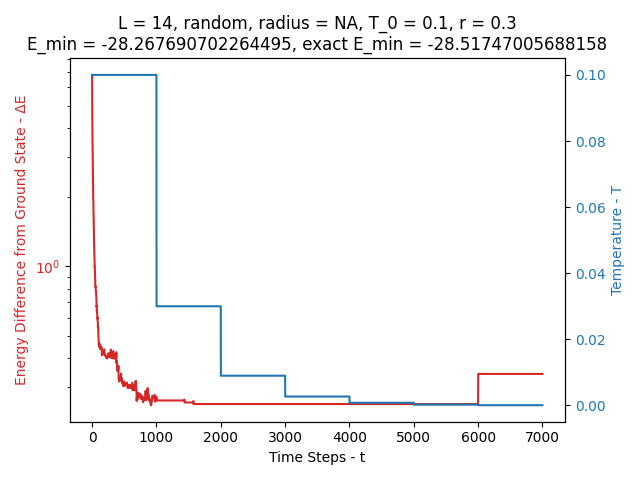 L = 14, random, radius = NA, T_0 = 0.1, r = 0.3
E_min = -28.267690702264495, exact E_min = -28.51747005688158
Energy Difference from Ground State - ΔE
10⁰
0.10
0.08
0.06
0.04
0.02
0.00
Temperature - T
0 1000 2000 3000 4000 5000 6000 7000
Time Steps - t